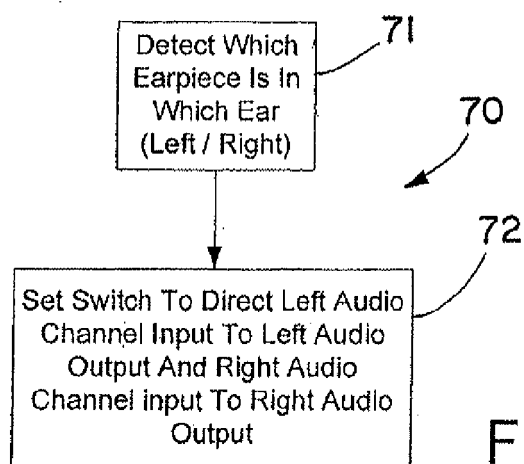 Detect Which
Earpiece Is In
Which Ear
(Left / Right)
71
70
72
Set Switch To Direct Left Audio
Channel Input To Left Audio
Output And Right Audio
Channel input To Right Audio
Output
F